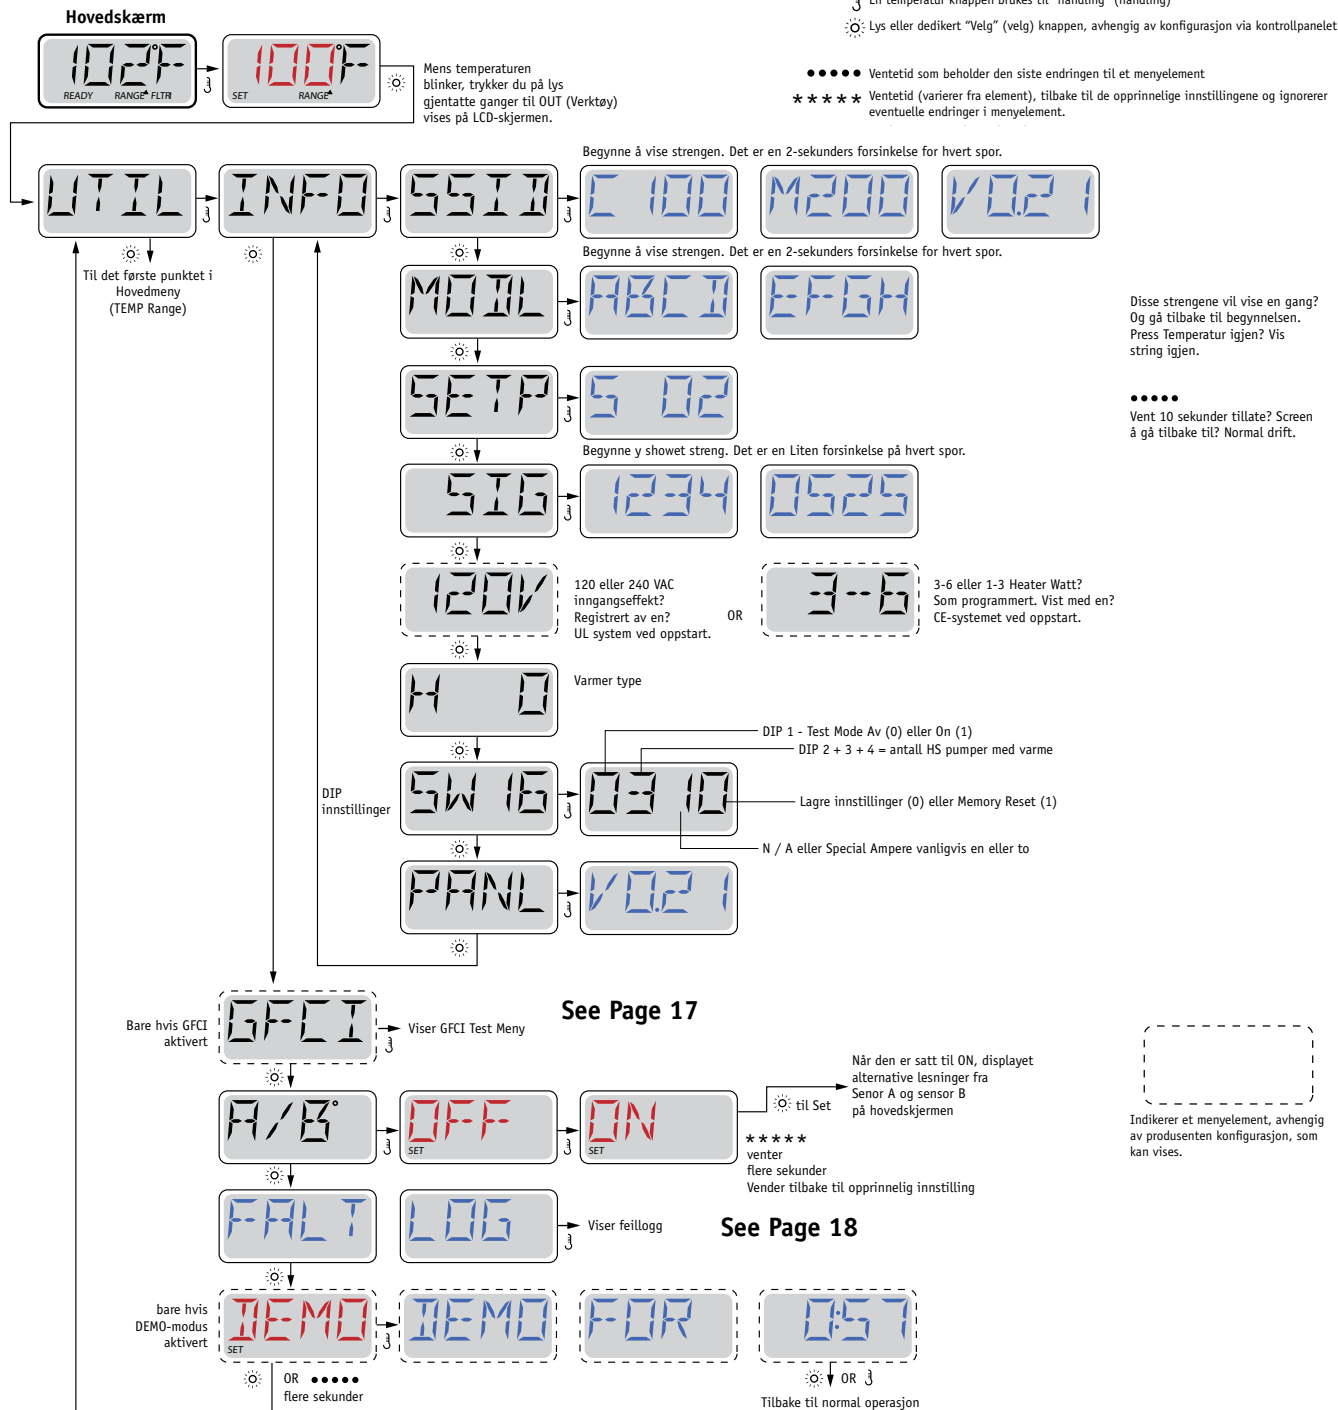 En temperatur knappen brukes til "handling" (handling)
Hovedskærm
Lys eller dedikert “Velg” (velg) knappen, avhengig av konfigurasjon via kontrollpanelet
102°F
READY RANGE FLTR1
100°F
SET RANGE
Mens temperaturen
blinker, trykker du på lys
gjentatte ganger til OUT (Verktøy)
vises på LCD-skjermen.
••••• Ventetid som beholder den siste endringen til et menyelement
***** Ventetid (varierer fra element), tilbake til de opprinnelige innstillingene og ignorerer
eventuelle endringer i menyelement.
Begynne å vise strengen. Det er en 2-sekunders forsinkelse for hvert spor.
UTIL INFO SSID C 100 M200 V0.21
Til det første punktet i
Hovedmeny
(TEMP Range)
Begynne å vise strengen. Det er en 2-sekunders forsinkelse for hvert spor.
MODL ABCD EFGH
Disse strengene vil vise en gang?
Og gå tilbake til begynnelsen.
Press Temperatur igjen? Vis
string igjen.
SETP S 02
•••••
Vent 10 sekunder tillate? Screen
å gå tilbake til? Normal drift.
Begynne y showet streng. Det er en Liten forsinkelse på hvert spor.
SIG 1234 0525
120V
120 eller 240 VAC
inngangseffekt?
Registrert av en?
UL system ved oppstart.
OR
3-6
3-6 eller 1-3 Heater Watt?
Som programmert. Vist med en?
CE-systemet ved oppstart.
H 0
Varmer type
DIP 1 - Test Mode Av (0) eller On (1)
DIP 2 + 3 + 4 = antall HS pumper med varme
DIP
innstillinger
SW 16 0310
Lagre innstillinger (0) eller Memory Reset (1)
N / A eller Special Ampere vanligvis en eller to
PANL V0.21
See Page 17
Bare hvis GFCI
aktivert
GFCI
Viser GFCI Test Meny
A/B°
OFF
SET
ON
SET
til Set
Når den er satt til ON, displayet
alternative lesninger fra
Senor A og sensor B
på hovedskjermen
*****
venter
flere sekunder
Vender tilbake til opprinnelig innstilling
Indikerer et menyelement, avhengig
av produsenten konfigurasjon, som
kan vises.
FALT LOG
Viser feillogg
See Page 18
bare hvis
DEMO-modus
aktivert
DEMO
SET
DEMO FOR 0:57
OR •••••
flere sekunder
OR
Tilbake til normal operasjon